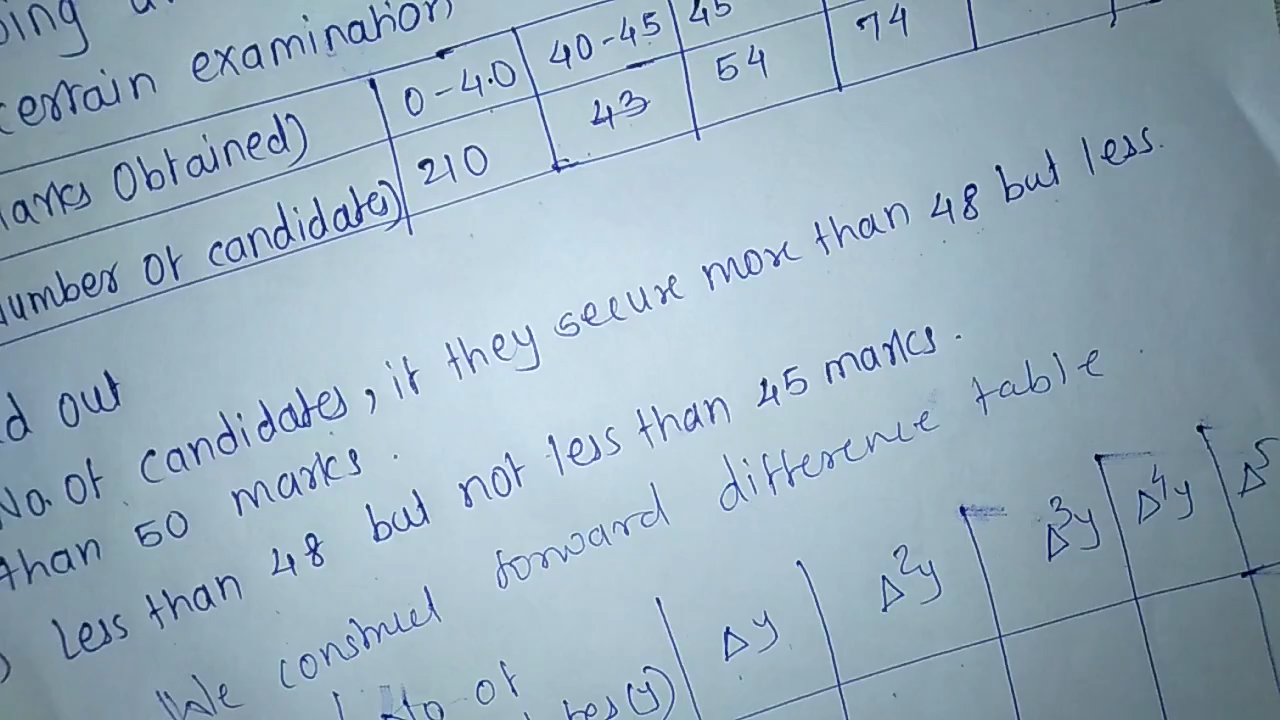 certain examination
Marks Obtained) 0-40 40-45 45
Number of candidates) 210 43 54 74
out
No. of candidates, if they secure more than 48 but less
than 50 marks.
less than 48 but not less than 45 marks.
We construct forward difference table.
No of
(y) Δy Δ²y Δ³y Δ⁴y Δ⁵